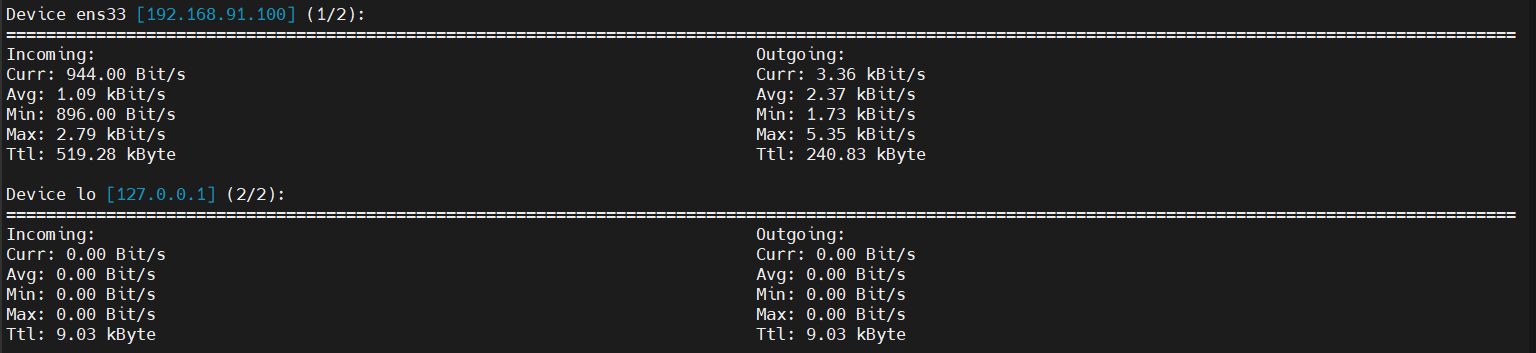 Device ens33 [192.168.91.100] (1/2):
=======================================================================================================================================================
Incoming: Outgoing:
Curr: 944.00 Bit/s Curr: 3.36 kBit/s
Avg: 1.09 kBit/s Avg: 2.37 kBit/s
Min: 896.00 Bit/s Min: 1.73 kBit/s
Max: 2.79 kBit/s Max: 5.35 kBit/s
Ttl: 519.28 kByte Ttl: 240.83 kByte
Device lo [127.0.0.1] (2/2):
=======================================================================================================================================================
Incoming: Outgoing:
Curr: 0.00 Bit/s Curr: 0.00 Bit/s
Avg: 0.00 Bit/s Avg: 0.00 Bit/s
Min: 0.00 Bit/s Min: 0.00 Bit/s
Max: 0.00 Bit/s Max: 0.00 Bit/s
Ttl: 9.03 kByte Ttl: 9.03 kByte